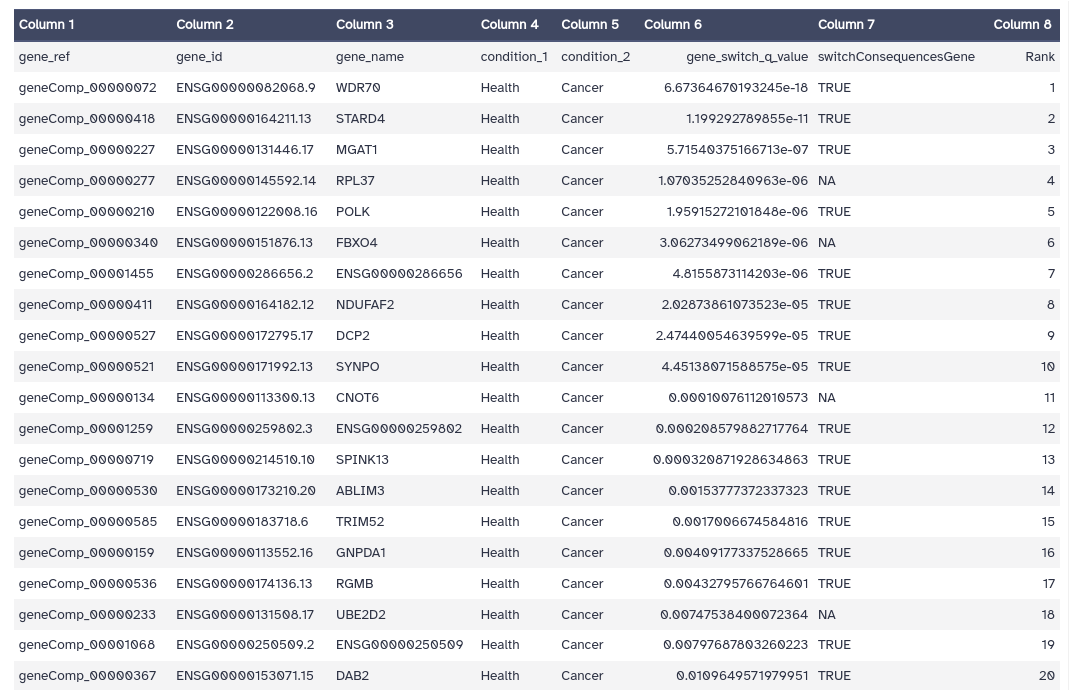 Column 1 Column 2 Column 3 Column 4 Column 5 Column 6 Column 7 Column 8
gene_ref gene_id gene_name condition_1 condition_2 gene_switch_q_value switchConsequencesGene Rank
geneComp_00000072 ENSG00000082068.9 WDR70 Health Cancer 6.67364670193245e-18 TRUE 1
geneComp_00000418 ENSG00000164211.13 STARD4 Health Cancer 1.199292789855e-11 TRUE 2
geneComp_00000227 ENSG00000131446.17 MGAT1 Health Cancer 5.71540375166713e-07 TRUE 3
geneComp_00000277 ENSG00000145592.14 RPL37 Health Cancer 1.07035252840963e-06 NA 4
geneComp_00000210 ENSG00000122008.16 POLK Health Cancer 1.95915272101848e-06 TRUE 5
geneComp_00000340 ENSG00000151876.13 FBXO4 Health Cancer 3.06273499062189e-06 NA 6
geneComp_00001455 ENSG00000286656.2 ENSG00000286656 Health Cancer 4.8155873114203e-06 TRUE 7
geneComp_00000411 ENSG00000164182.12 NDUFAF2 Health Cancer 2.02873861073523e-05 TRUE 8
geneComp_00000527 ENSG00000172795.17 DCP2 Health Cancer 2.47440054639599e-05 TRUE 9
geneComp_00000521 ENSG00000171992.13 SYNPO Health Cancer 4.45138071588575e-05 TRUE 10
geneComp_00000134 ENSG00000113300.13 CNOT6 Health Cancer 0.00010076112010573 NA 11
geneComp_00001259 ENSG00000259802.3 ENSG00000259802 Health Cancer 0.000208579882717764 TRUE 12
geneComp_00000719 ENSG00000214510.10 SPINK13 Health Cancer 0.000320871928634863 TRUE 13
geneComp_00000530 ENSG00000173210.20 ABLIM3 Health Cancer 0.00153777372337323 TRUE 14
geneComp_00000585 ENSG00000183718.6 TRIM52 Health Cancer 0.0017006674584816 TRUE 15
geneComp_00000159 ENSG00000113552.16 GNPDA1 Health Cancer 0.00409177337528665 TRUE 16
geneComp_00000536 ENSG00000174136.13 RGMB Health Cancer 0.00432795766764601 TRUE 17
geneComp_00000233 ENSG00000131508.17 UBE2D2 Health Cancer 0.00747538400072364 NA 18
geneComp_00001068 ENSG00000250509.2 ENSG00000250509 Health Cancer 0.00797687803260223 TRUE 19
geneComp_00000367 ENSG00000153071.15 DAB2 Health Cancer 0.0109649571979951 TRUE 20